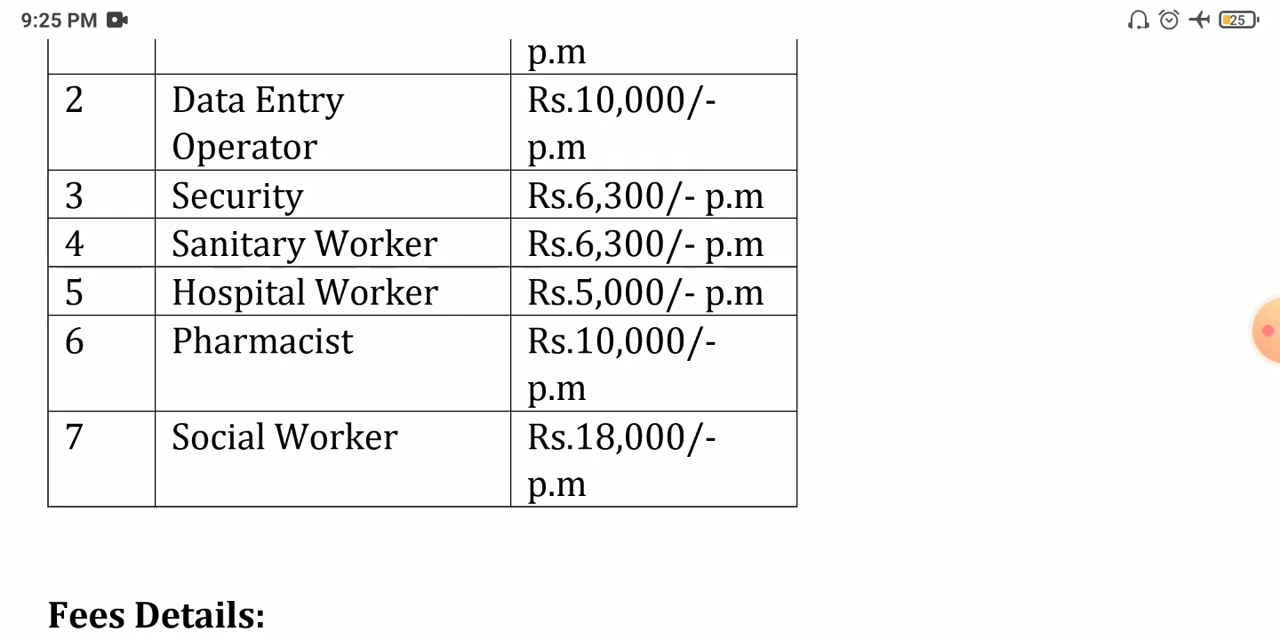 9:25 PM
25
p.m
2 Data Entry Rs.10,000/-
Operator p.m
3 Security Rs.6,300/- p.m
4 Sanitary Worker Rs.6,300/- p.m
5 Hospital Worker Rs.5,000/- p.m
6 Pharmacist Rs.10,000/-
p.m
7 Social Worker Rs.18,000/-
p.m
Fees Details: